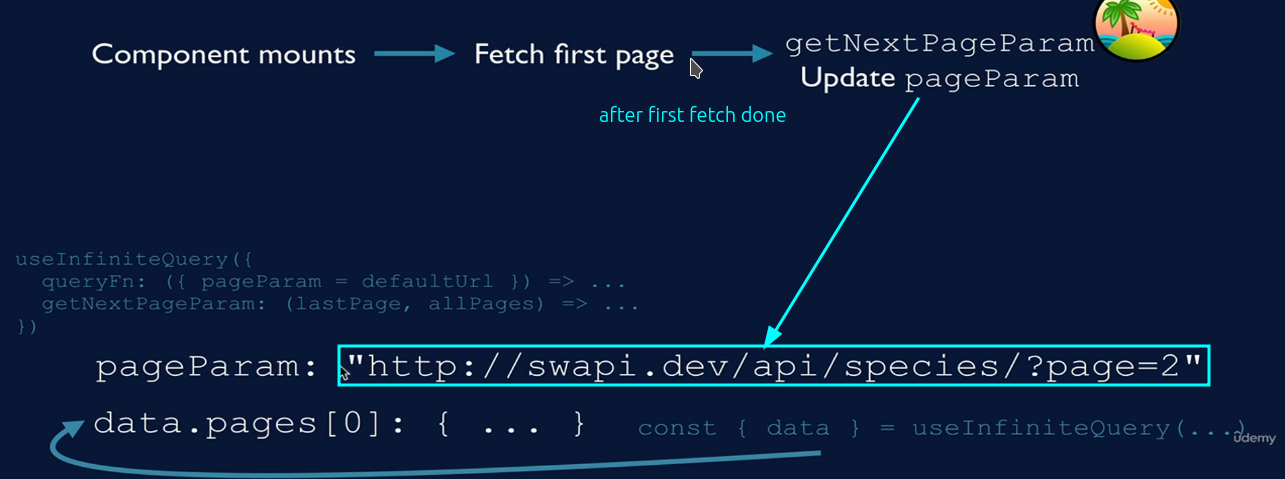 Component mounts
Fetch first page
getNextPageParam
Update pageParam
after first fetch done
useInfiniteQuery({
queryFn: ({ pageParam = defaultUrl }) => ...
getNextPageParam: (lastPage, allPages) => ...
})
pageParam: "http://swapi.dev/api/species/?page=2"
data.pages[0]: { ... }
const { data } = useInfiniteQuery(...)
ûdemy